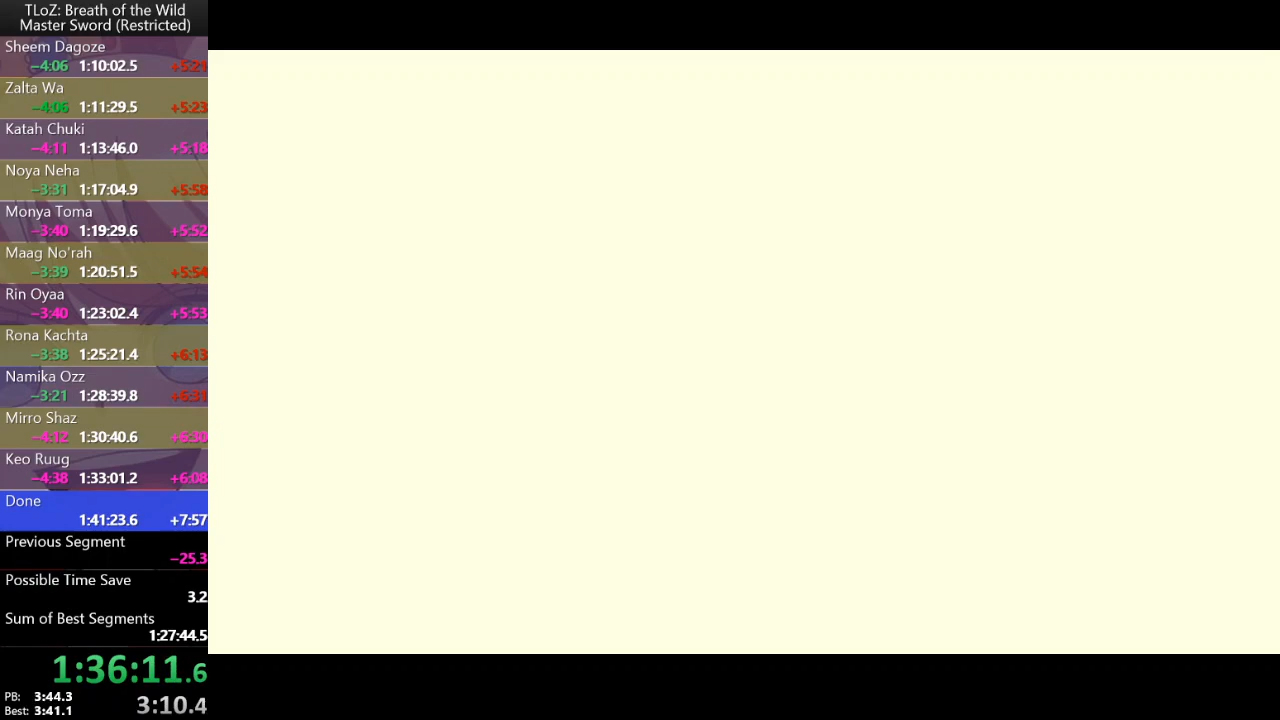 TLoZ: Breath of the Wild
Master Sword (Restricted)
Sheem Dagoze
−4:06 1:10:02.5 +5:21
Zalta Wa
−4:06 1:11:29.5 +5:23
Katah Chuki
−4:11 1:13:46.0 +5:18
Noya Neha
−3:31 1:17:04.9 +5:58
Monya Toma
−3:40 1:19:29.6 +5:52
Maag No'rah
−3:39 1:20:51.5 +5:54
Rin Oyaa
−3:40 1:23:02.4 +5:53
Rona Kachta
−3:38 1:25:21.4 +6:13
Namika Ozz
−3:21 1:28:39.8 +6:31
Mirro Shaz
−4:12 1:30:40.6 +6:30
Keo Ruug
−4:38 1:33:01.2 +6:08
Done
1:41:23.6 +7:57
Previous Segment
−25.3
Possible Time Save
3.2
Sum of Best Segments
1:27:44.5
1:36:11.6
PB: 3:44.3
Best: 3:41.1
3:10.4